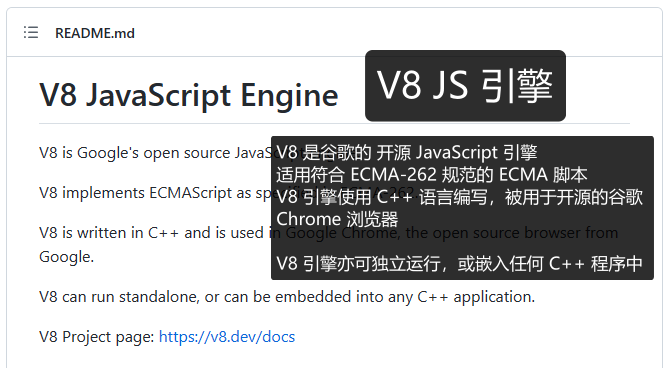 README.md
V8 JavaScript Engine
V8 JS 引擎
V8 is Google's open source JavaSc
V8 是谷歌的 开源 JavaScript 引擎
适用符合 ECMA-262 规范的 ECMA 脚本
V8 implements ECMAScript as specified in ECMA-262.
V8 引擎使用 C++ 语言编写，被用于开源的谷歌
Chrome 浏览器
V8 is written in C++ and is used in Google Chrome, the open source browser from
Google.
V8 引擎亦可独立运行，或嵌入任何 C++ 程序中
V8 can run standalone, or can be embedded into any C++ application.
V8 Project page: https://v8.dev/docs